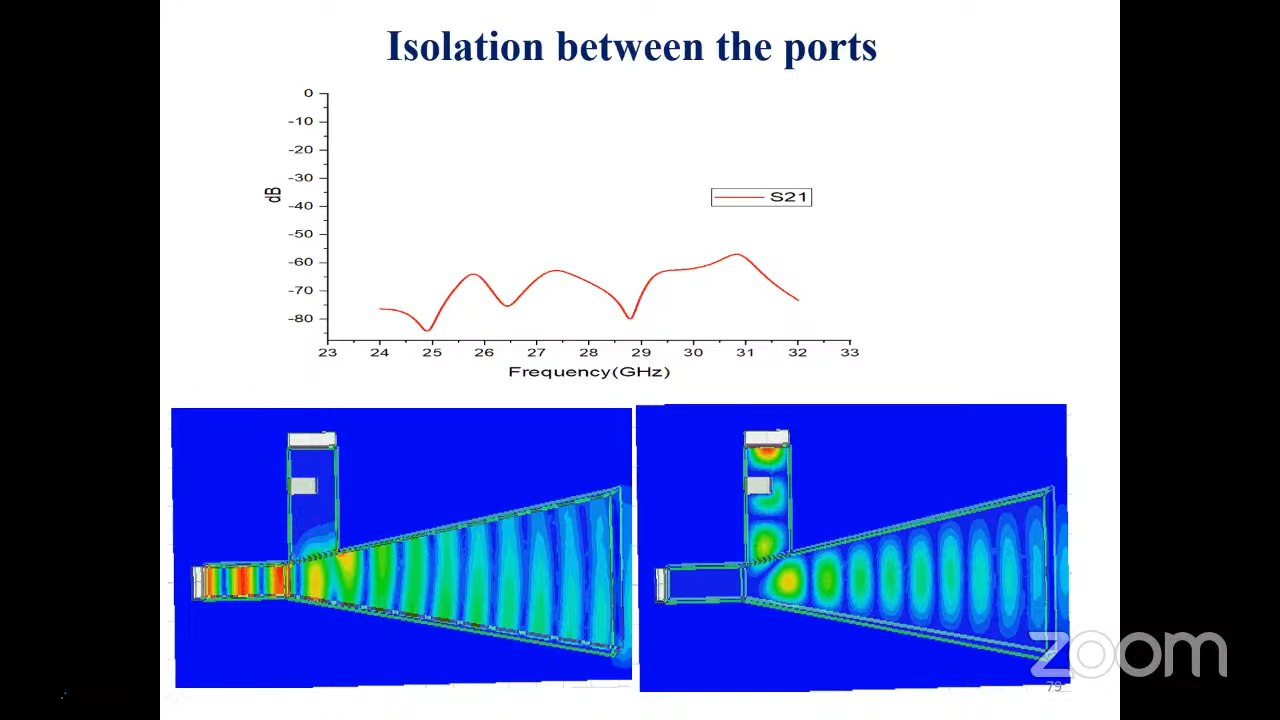 Isolation between the ports
0
-10
-20
-30
-40
-50
-60
-70
-80
dB
S21
23 24 25 26 27 28 29 30 31 32 33
Frequency(GHz)
zoom
79